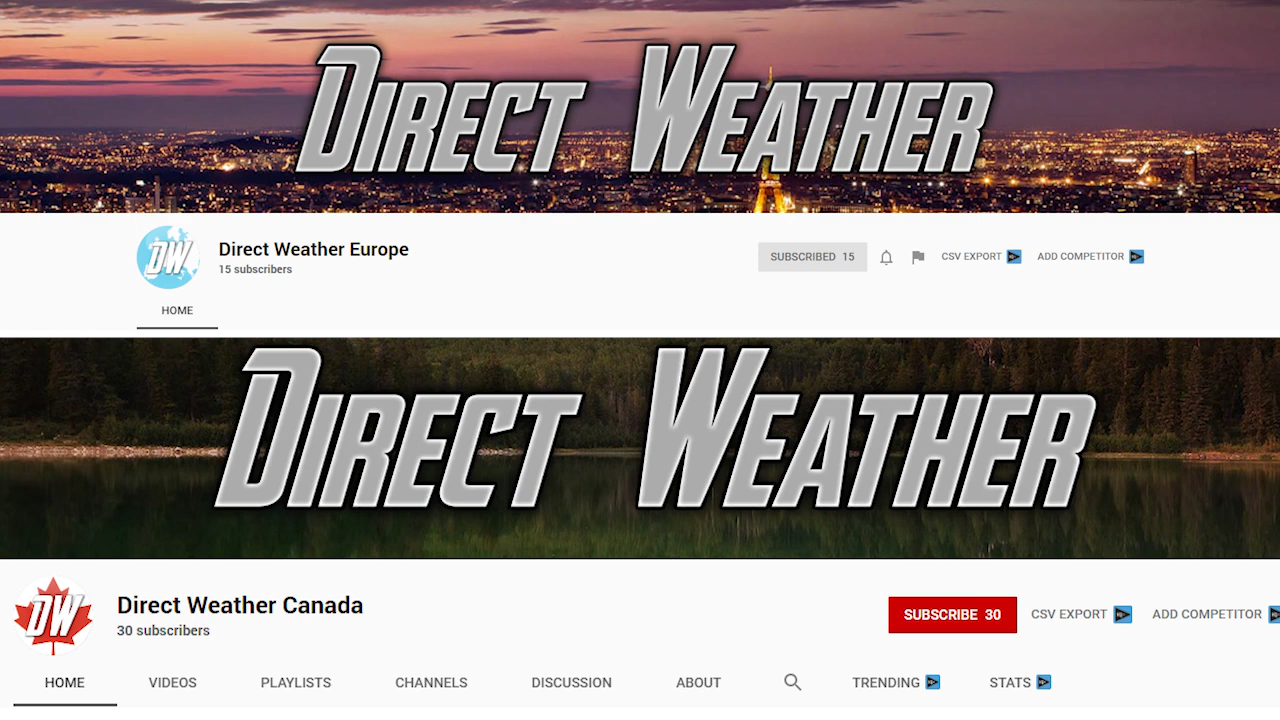 DIRECT WEATHER
DW
Direct Weather Europe
15 subscribers
SUBSCRIBED 15
CSV EXPORT
ADD COMPETITOR
HOME
DIRECT WEATHER
DW
Direct Weather Canada
30 subscribers
SUBSCRIBE 30
CSV EXPORT
ADD COMPETITOR
HOME VIDEOS PLAYLISTS CHANNELS DISCUSSION ABOUT TRENDING STATS